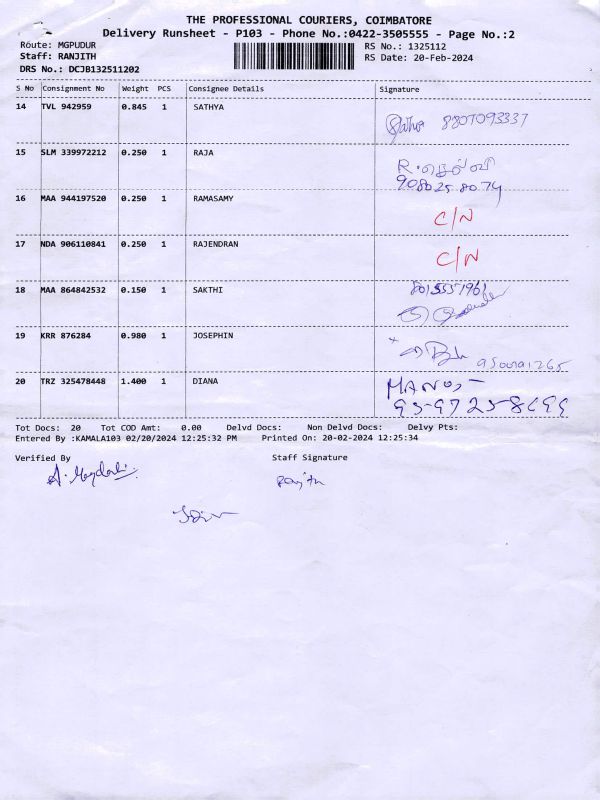 THE PROFESSIONAL COURIERS, COIMBATORE
Delivery Runsheet - P103 - Phone No.:0422-3505555 - Page No.:2
Route: MGPUDUR RS No.: 1325112
Staff: RANJITH RS Date: 20-Feb-2024
DRS No.: DCJB132511202
S No Consignment No Weight PCS Consignee Details Signature
14 TVL 942959 0.845 1 SATHYA
8807093337
15 SLM 339972212 0.250 1 RAJA
R. செல்வி
9080258074
16 MAA 944197520 0.250 1 RAMASAMY C/N
17 NDA 906110841 0.250 1 RAJENDRAN C/N
18 MAA 864842532 0.150 1 SAKTHI 8015557961
19 KRR 876284 0.980 1 JOSEPHIN
20 TRZ 325478448 1.400 1 DIANA MANOJ
Tot Docs: 20 Tot COD Amt: 0.00 Delvd Docs: Non Delvd Docs: Delvy Pts:
Entered By :KAMALA103 02/20/2024 12:25:32 PM Printed On: 20-02-2024 12:25:34
Verified By Staff Signature